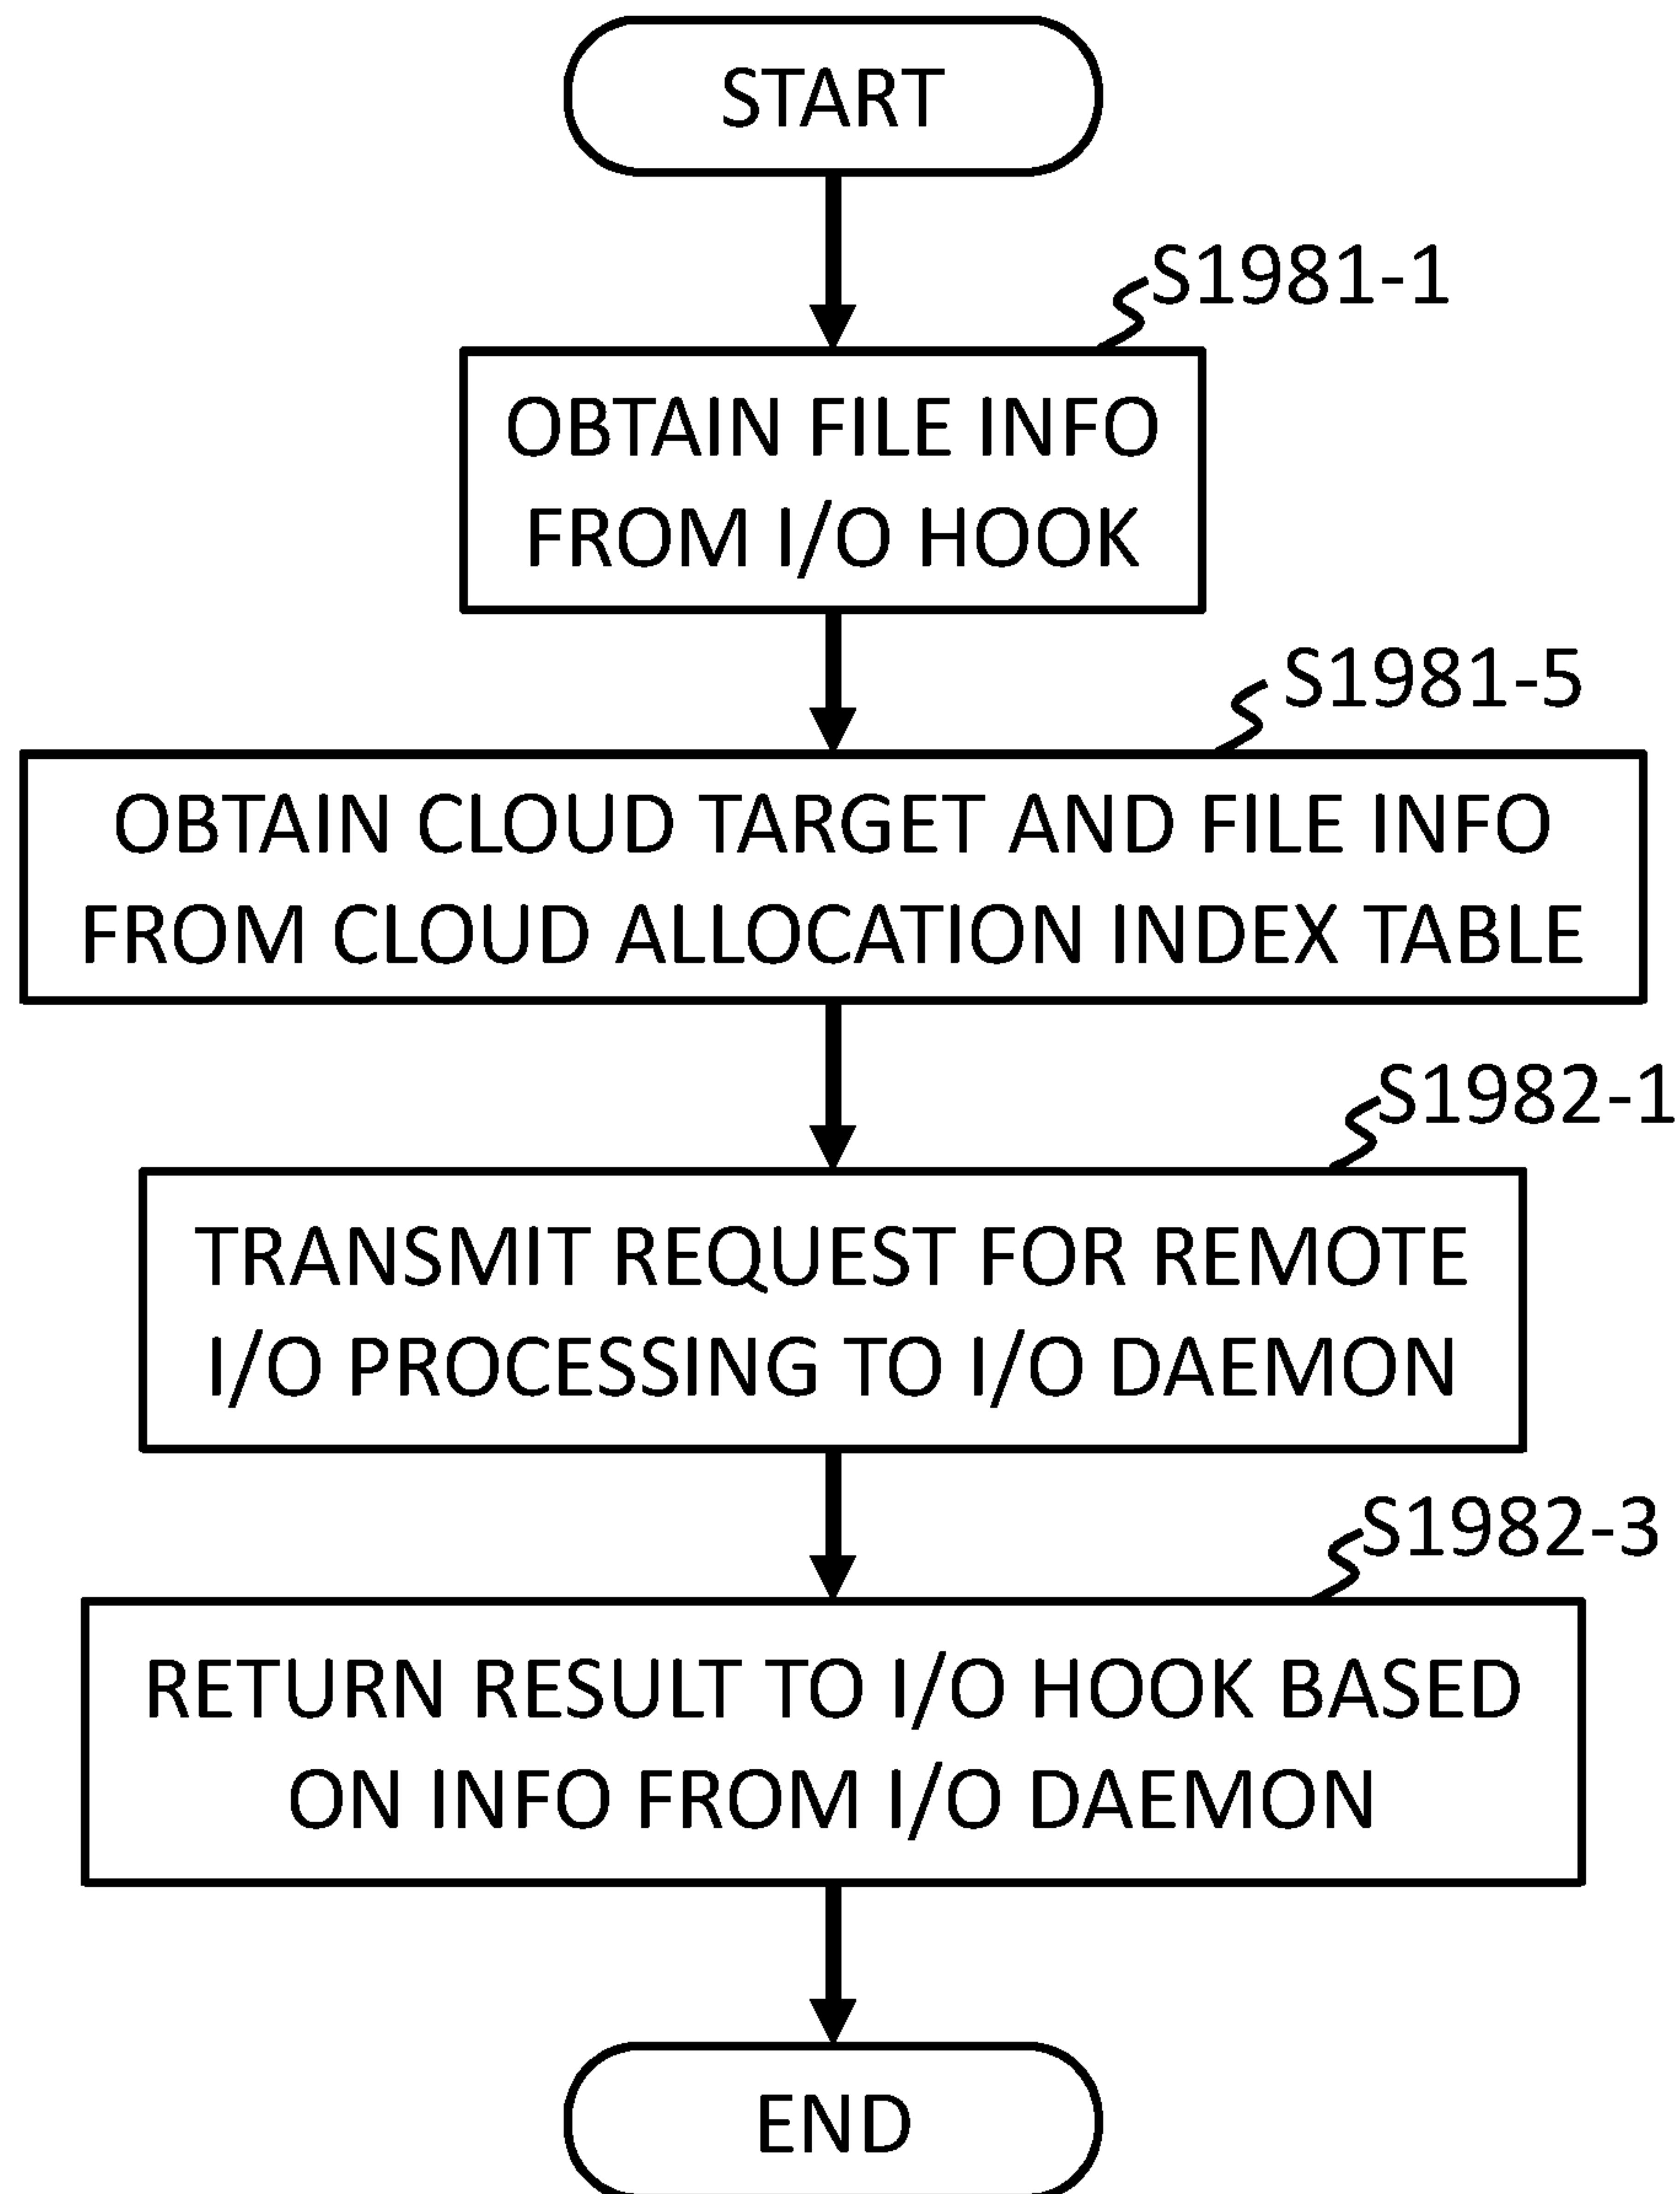 START
S1981-1
OBTAIN FILE INFO
FROM I/O HOOK
S1981-5
OBTAIN CLOUD TARGET AND FILE INFO
FROM CLOUD ALLOCATION INDEX TABLE
S1982-1
TRANSMIT REQUEST FOR REMOTE
I/O PROCESSING TO I/O DAEMON
S1982-3
RETURN RESULT TO I/O HOOK BASED
ON INFO FROM I/O DAEMON
END